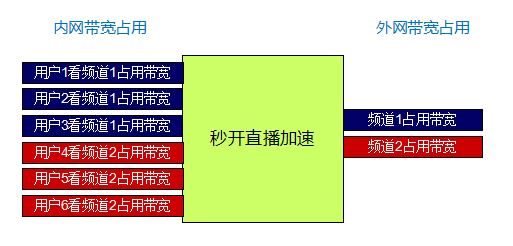 内网带宽占用
外网带宽占用
用户1看频道1占用带宽
用户2看频道1占用带宽
用户3看频道1占用带宽
用户4看频道2占用带宽
用户5看频道2占用带宽
用户6看频道2占用带宽
秒开直播加速
频道1占用带宽
频道2占用带宽